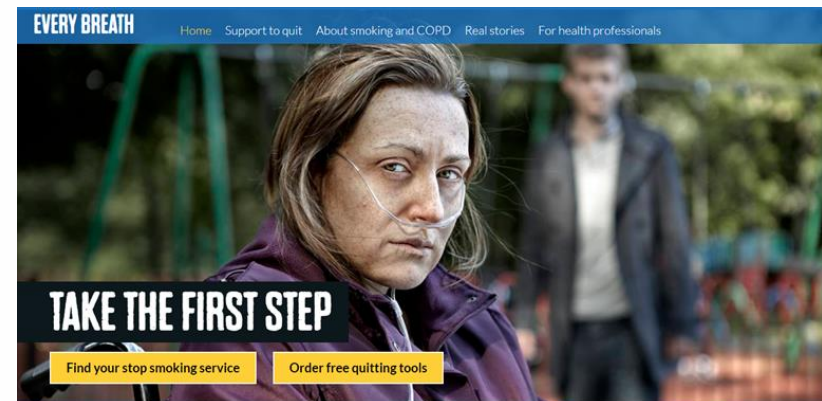 EVERY BREATH
Home Support to quit About smoking and COPD Real stories For health professionals
TAKE THE FIRST STEP
Find your stop smoking service
Order free quitting tools